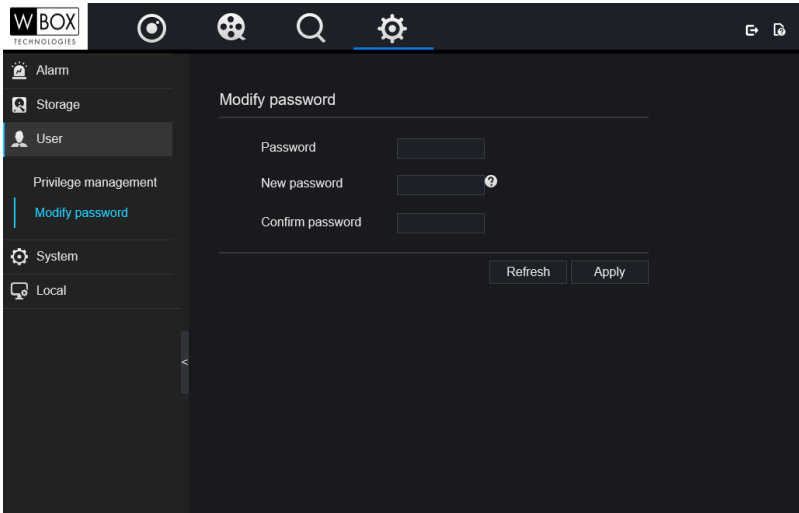 W BOX
TECHNOLOGIES
Alarm
Storage
User
Privilege management
Modify password
System
Local
<
Modify password
Password
New password ?
Confirm password
Refresh Apply